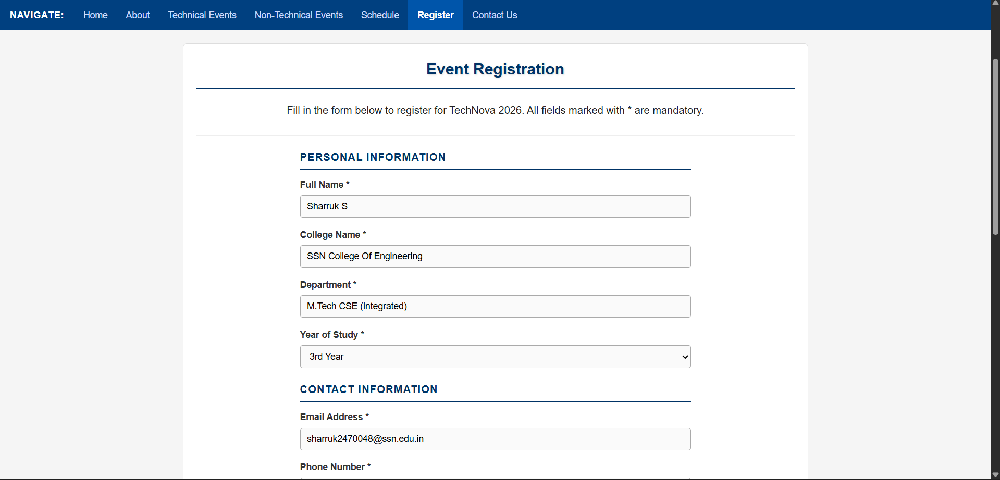 NAVIGATE: Home About Technical Events Non-Technical Events Schedule Register Contact Us
Event Registration
Fill in the form below to register for TechNova 2026. All fields marked with * are mandatory.
PERSONAL INFORMATION
Full Name *
Sharruk S
College Name *
SSN College Of Engineering
Department *
M.Tech CSE (integrated)
Year of Study *
3rd Year
CONTACT INFORMATION
Email Address *
sharruk2470048@ssn.edu.in
Phone Number *